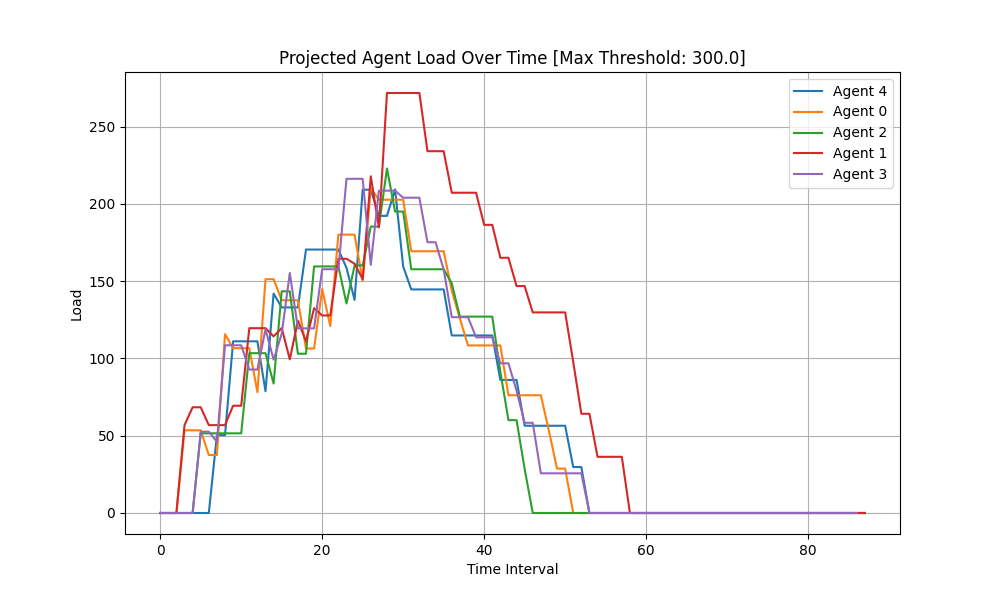 Projected Agent Load Over Time [Max Threshold: 300.0]
Agent 4
Agent 0
Agent 2
Agent 1
Agent 3
250
200
150
100
50
0
Load
0 20 40 60 80
Time Interval